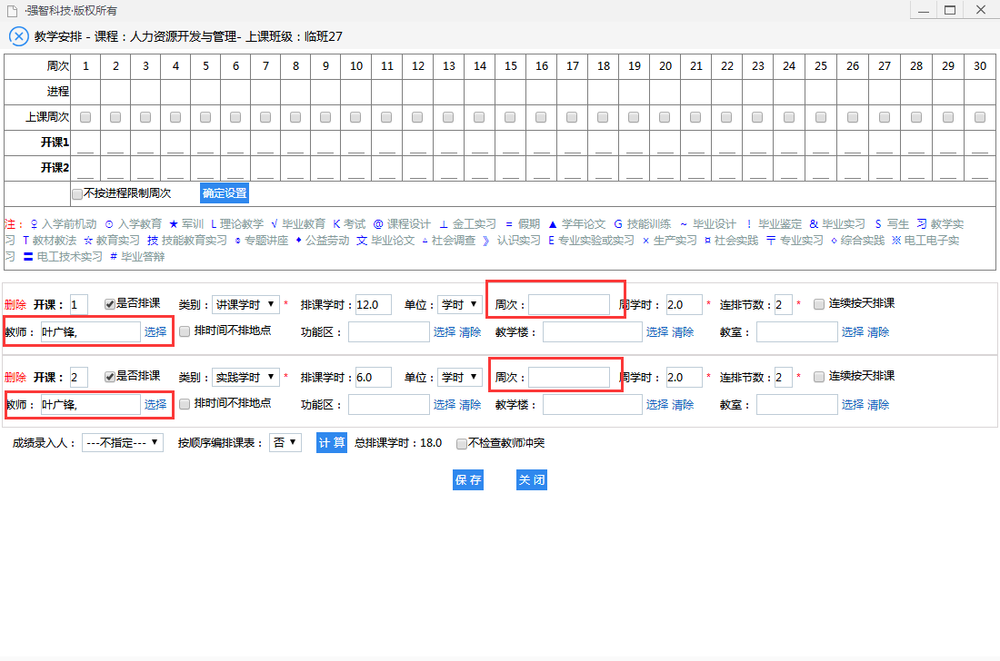 ·强智科技·版权所有
教学安排 - 课程：人力资源开发与管理- 上课班级：临班27
周次 1 2 3 4 5 6 7 8 9 10 11 12 13 14 15 16 17 18 19 20 21 22 23 24 25 26 27 28 29 30
进程
上课周次
开课1
开课2
不按进程限制周次 确定设置
注：♀ 入学前机动 ⊙ 入学教育 ★ 军训 L 理论教学 √ 毕业教育 K 考试 @ 课程设计 ⊥ 金工实习 = 假期 ▲ 学年论文 G 技能训练 ~ 毕业设计 ! 毕业鉴定 & 毕业实习 S 写生 习 教学实
习 T 教材教法 ☆ 教育实习 技 技能教育实习 ¢ 专题讲座 ♦ 公益劳动 文 毕业论文 ▵ 社会调查 》 认识实习 E 专业实验或实习 × 生产实习 ¤ 社会实践 〒 专业实习 ◇ 综合实践 ※ 电工电子实
习 〓 电工技术实习 # 毕业答辩
删除 开课： 1 是否排课 类别：讲课学时 * 排课学时：12.0 单位：学时 周次： 周学时：2.0 * 连排节数：2 * 连续按天排课
教师：叶广锋, 选择 排时间不排地点 功能区： 选择 清除 教学楼： 选择 清除 教室： 选择 清除
删除 开课： 2 是否排课 类别：实践学时 * 排课学时：6.0 单位：学时 周次： 周学时：2.0 * 连排节数：2 * 连续按天排课
教师：叶广锋, 选择 排时间不排地点 功能区： 选择 清除 教学楼： 选择 清除 教室： 选择 清除
成绩录入人： ---不指定--- 按顺序编排课表： 否 计 算 总排课学时：18.0 不检查教师冲突
保 存 关 闭